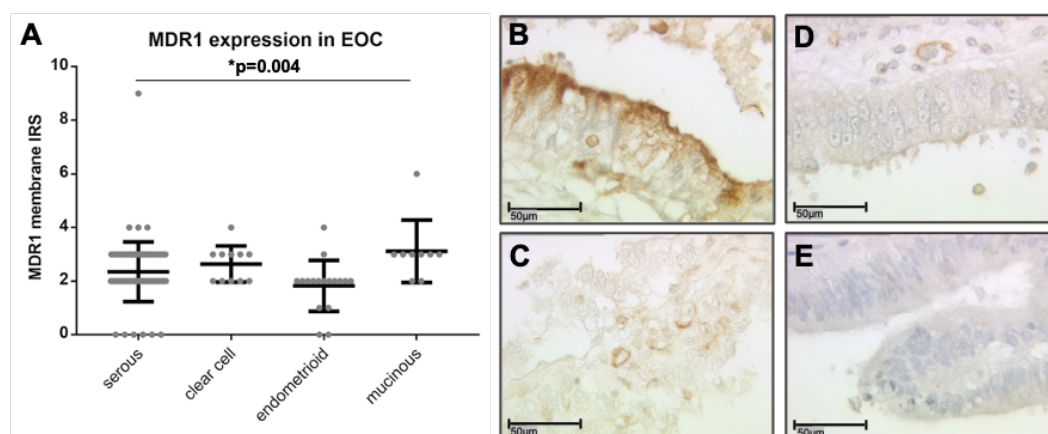 A
MDR1 expression in EOC
*p=0.004
MDR1 membrane IRS
10
8
6
4
2
0
serous
clear cell
endometrioid
mucinous
B
50µm
C
50µm
D
50µm
E
50µm